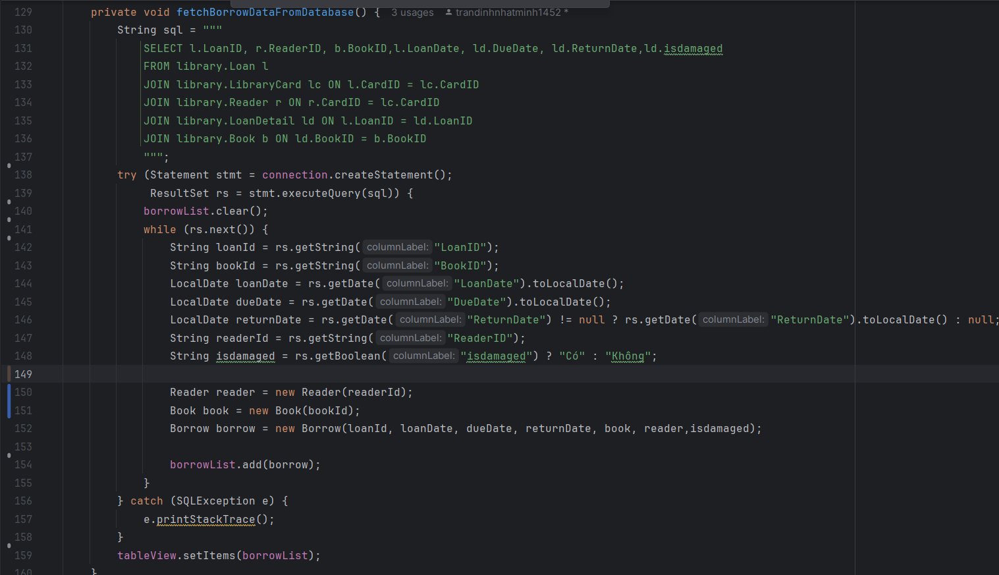 129 private void fetchBorrowDataFromDatabase() { 3 usages trandinhnhatminh1452 *
130 String sql = """
131 SELECT l.LoanID, r.ReaderID, b.BookID,l.LoanDate, ld.DueDate, ld.ReturnDate,ld.isdamaged
132 FROM library.Loan l
133 JOIN library.LibraryCard lc ON l.CardID = lc.CardID
134 JOIN library.Reader r ON r.CardID = lc.CardID
135 JOIN library.LoanDetail ld ON l.LoanID = ld.LoanID
136 JOIN library.Book b ON ld.BookID = b.BookID
137 """;
138 try (Statement stmt = connection.createStatement();
139 ResultSet rs = stmt.executeQuery(sql)) {
140 borrowList.clear();
141 while (rs.next()) {
142 String loanId = rs.getString( columnLabel: "LoanID");
143 String bookId = rs.getString( columnLabel: "BookID");
144 LocalDate loanDate = rs.getDate( columnLabel: "LoanDate").toLocalDate();
145 LocalDate dueDate = rs.getDate( columnLabel: "DueDate").toLocalDate();
146 LocalDate returnDate = rs.getDate( columnLabel: "ReturnDate") != null ? rs.getDate( columnLabel: "ReturnDate").toLocalDate() : null;
147 String readerId = rs.getString( columnLabel: "ReaderID");
148 String isdamaged = rs.getBoolean( columnLabel: "isdamaged") ? "Có" : "Không";
149
150 Reader reader = new Reader(readerId);
151 Book book = new Book(bookId);
152 Borrow borrow = new Borrow(loanId, loanDate, dueDate, returnDate, book, reader,isdamaged);
153
154 borrowList.add(borrow);
155 }
156 } catch (SQLException e) {
157 e.printStackTrace();
158 }
159 tableView.setItems(borrowList);
160 }